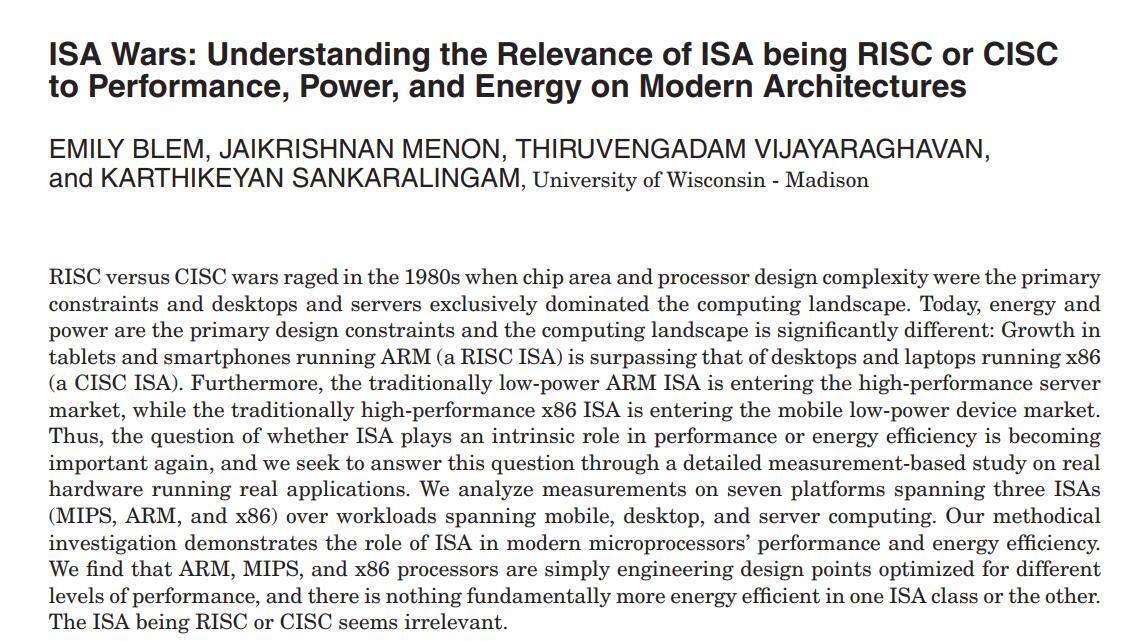 ISA Wars: Understanding the Relevance of ISA being RISC or CISC
to Performance, Power, and Energy on Modern Architectures
EMILY BLEM, JAIKRISHNAN MENON, THIRUVENGADAM VIJAYARAGHAVAN,
and KARTHIKEYAN SANKARALINGAM, University of Wisconsin - Madison
RISC versus CISC wars raged in the 1980s when chip area and processor design complexity were the primary
constraints and desktops and servers exclusively dominated the computing landscape. Today, energy and
power are the primary design constraints and the computing landscape is significantly different: Growth in
tablets and smartphones running ARM (a RISC ISA) is surpassing that of desktops and laptops running x86
(a CISC ISA). Furthermore, the traditionally low-power ARM ISA is entering the high-performance server
market, while the traditionally high-performance x86 ISA is entering the mobile low-power device market.
Thus, the question of whether ISA plays an intrinsic role in performance or energy efficiency is becoming
important again, and we seek to answer this question through a detailed measurement-based study on real
hardware running real applications. We analyze measurements on seven platforms spanning three ISAs
(MIPS, ARM, and x86) over workloads spanning mobile, desktop, and server computing. Our methodical
investigation demonstrates the role of ISA in modern microprocessors' performance and energy efficiency.
We find that ARM, MIPS, and x86 processors are simply engineering design points optimized for different
levels of performance, and there is nothing fundamentally more energy efficient in one ISA class or the other.
The ISA being RISC or CISC seems irrelevant.